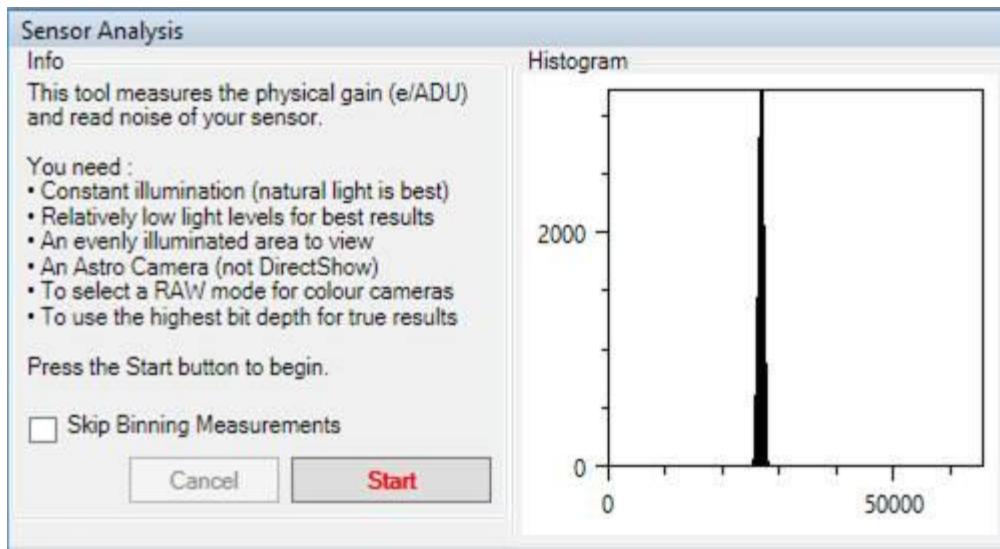 Sensor Analysis
Info
This tool measures the physical gain (e/ADU)
and read noise of your sensor.
You need :
• Constant illumination (natural light is best)
• Relatively low light levels for best results
• An evenly illuminated area to view
• An Astro Camera (not DirectShow)
• To select a RAW mode for colour cameras
• To use the highest bit depth for true results
Press the Start button to begin.
Skip Binning Measurements
Cancel
Start
Histogram
2000
0
0
50000